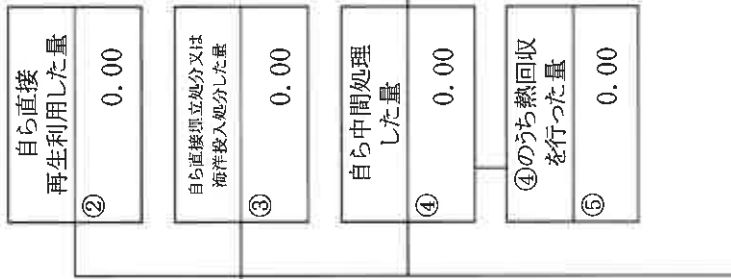 自ら直接
再生利用した量
② 0.00
自ら直接埋立処分又は
海洋投入処分した量
③ 0.00
自ら中間処理
した量
④ 0.00
④のうち熱回収
を行った量
⑤ 0.00